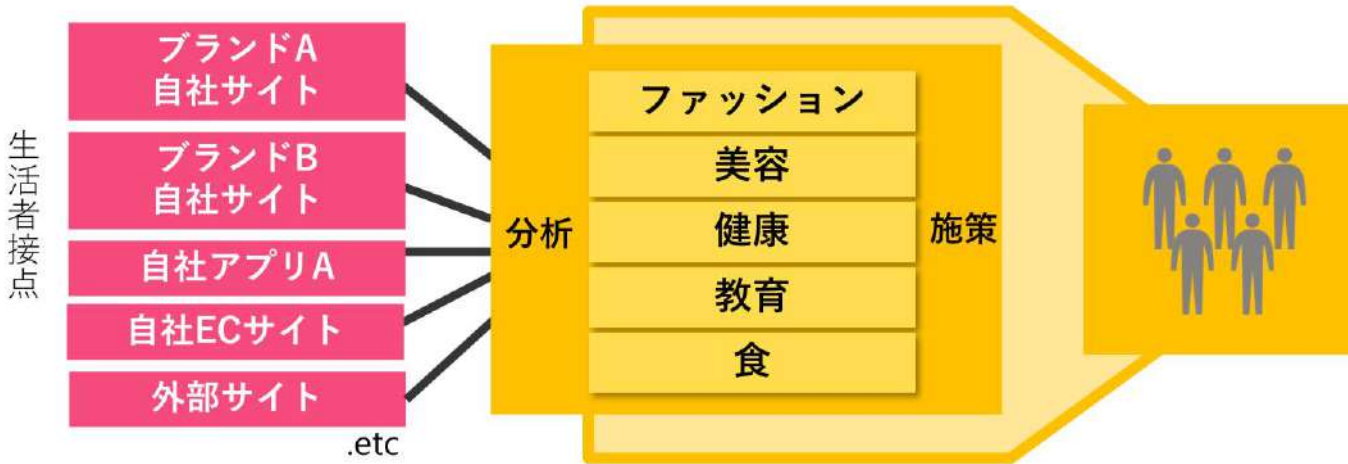 生活者接点
ブランドA
自社サイト
ブランドB
自社サイト
自社アプリA
自社ECサイト
外部サイト
.etc
分析
ファッション
美容
健康
教育
食
施策